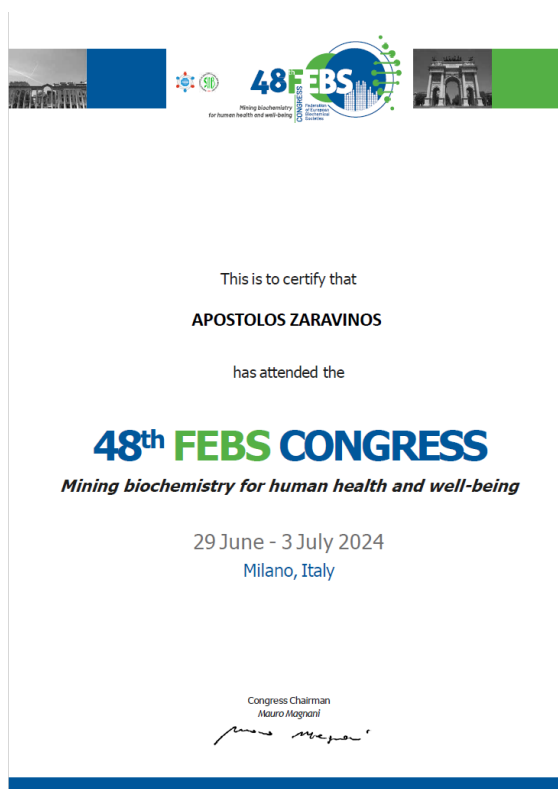 48 FEBS
CONGRESS
Federation
of European
Biochemical
Societies
Mining biochemistry
for human health and well-being
This is to certify that
APOSTOLOS ZARAVINOS
has attended the
48th FEBS CONGRESS
Mining biochemistry for human health and well-being
29 June - 3 July 2024
Milano, Italy
Congress Chairman
Mauro Magnani